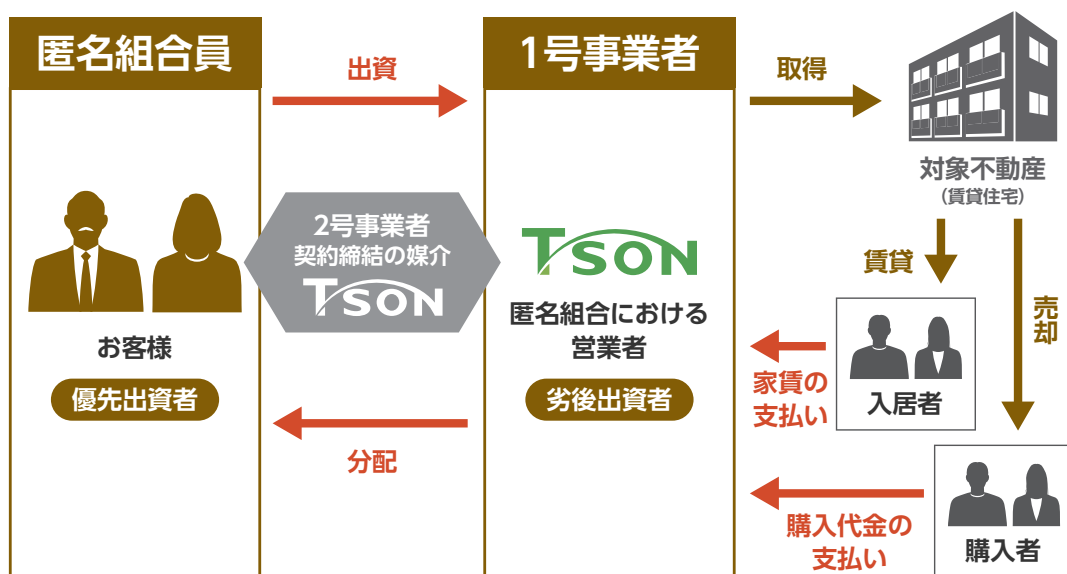 匿名組合員
出資
1号事業者
取得
対象不動産
(賃貸住宅)
2号事業者
契約締結の媒介
TSON
TSON
匿名組合における
営業者
お客様
優先出資者
劣後出資者
分配
賃貸
売却
家賃の
支払い
入居者
購入代金の
支払い
購入者